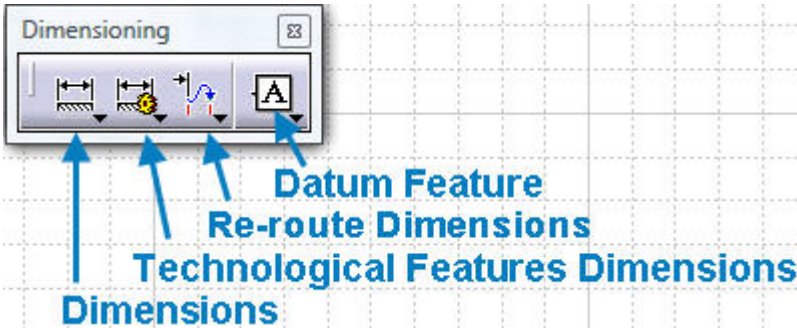 Dimensioning
A
Datum Feature
Re-route Dimensions
Technological Features Dimensions
Dimensions